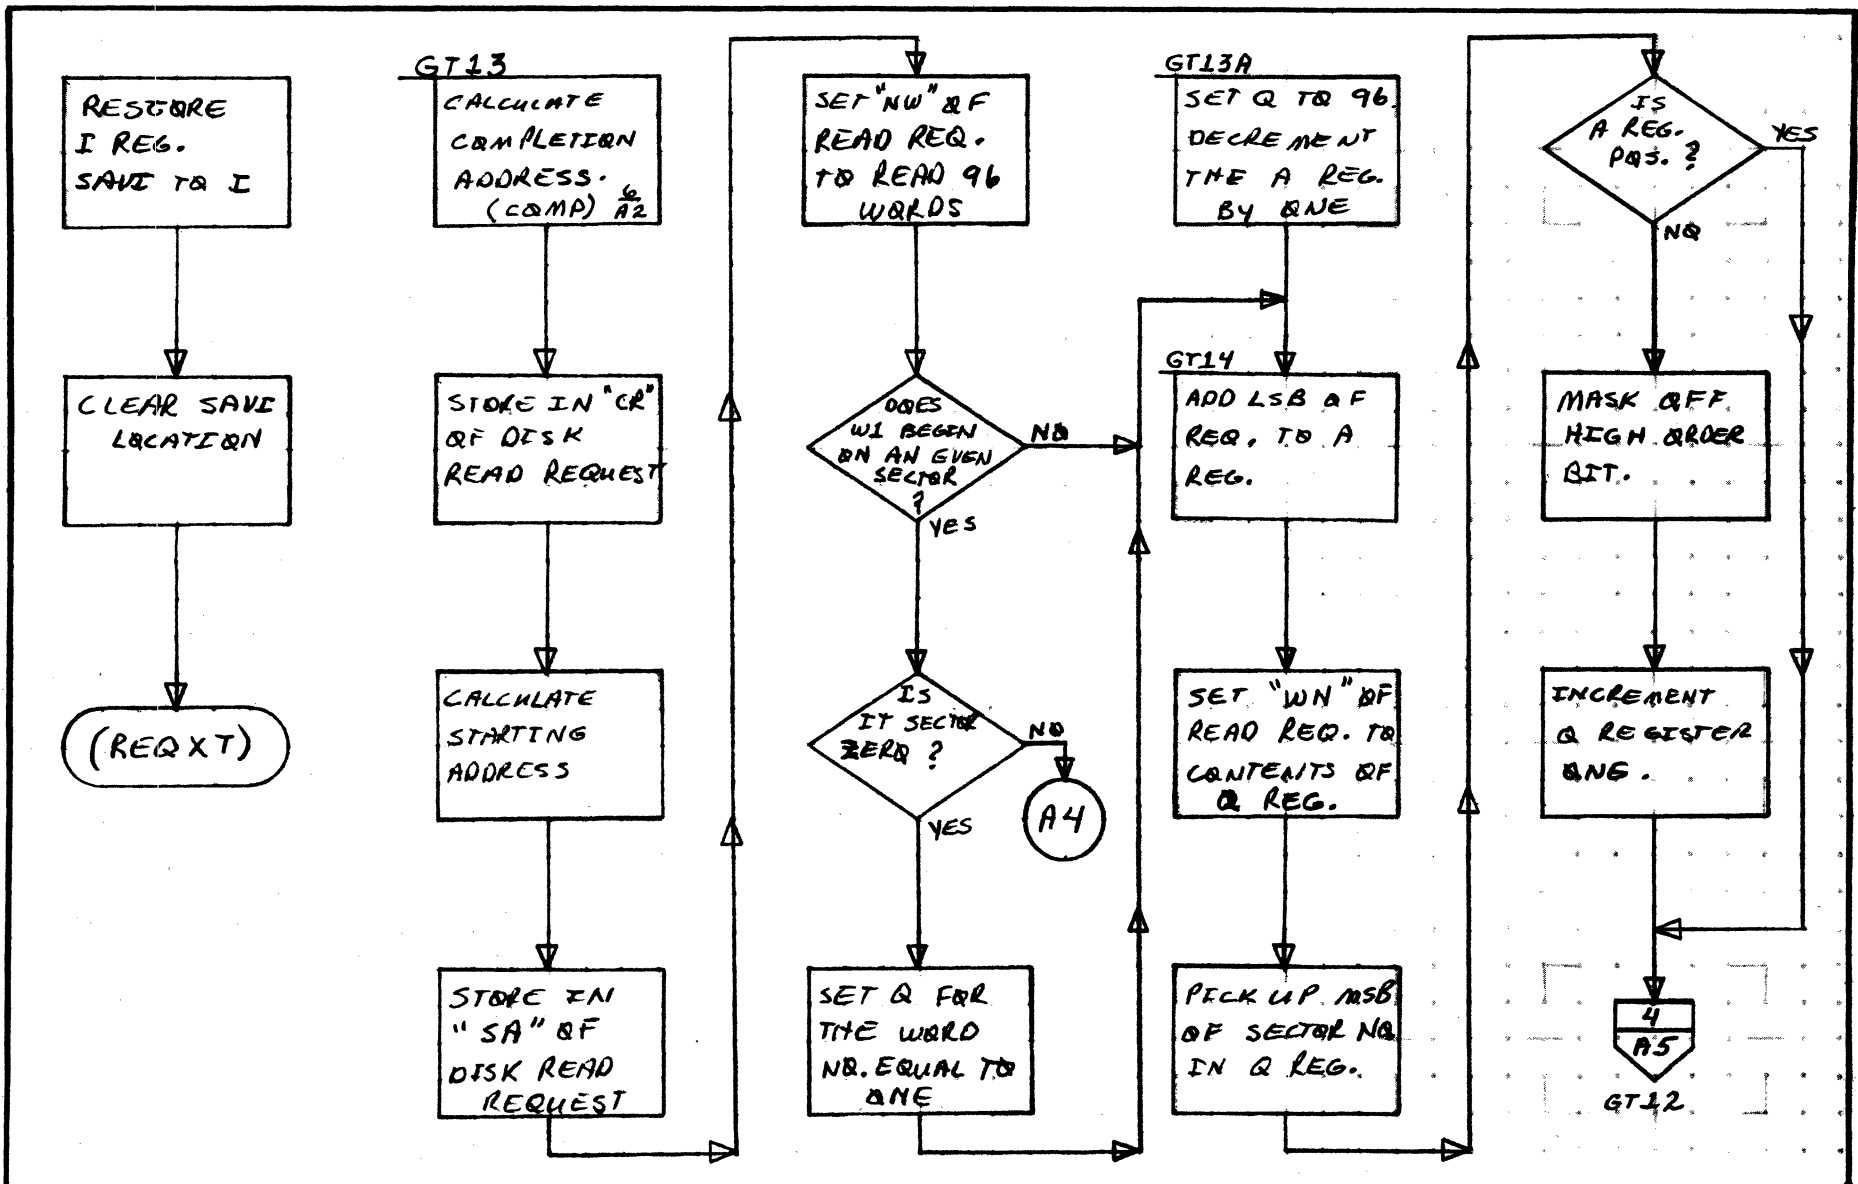 RESTORE
I REG.
SAVI TO I
CLEAR SAVI
LOCATION
(REQXT)
GT13
CALCULATE
COMPLETION
ADDRESS.
(COMP) 6/A2
STORE IN "CR"
OF DISK
READ REQUEST
CALCULATE
STARTING
ADDRESS
STORE IN
"SA" OF
DISK READ
REQUEST
SET "NW" OF
READ REQ.
TO READ 96
WORDS
DOES
W1 BEGIN
ON AN EVEN
SECTOR
?
NO
YES
IS
IT SECTOR
ZERO ?
NO
A4
YES
SET Q FOR
THE WORD
NO. EQUAL TO
ONE
GT13A
SET Q TO 96.
DECREMENT
THE A REG.
BY ONE
GT14
ADD LSB OF
REQ. TO A
REG.
SET "WN" OF
READ REQ. TO
CONTENTS OF
Q REG.
PICK UP MSB
OF SECTOR NO
IN Q REG.
IS
A REG.
POS. ?
YES
NO
MASK OFF
HIGH ORDER
BIT.
INCREMENT
Q REGISTER
ONE.
4
A5
GT12